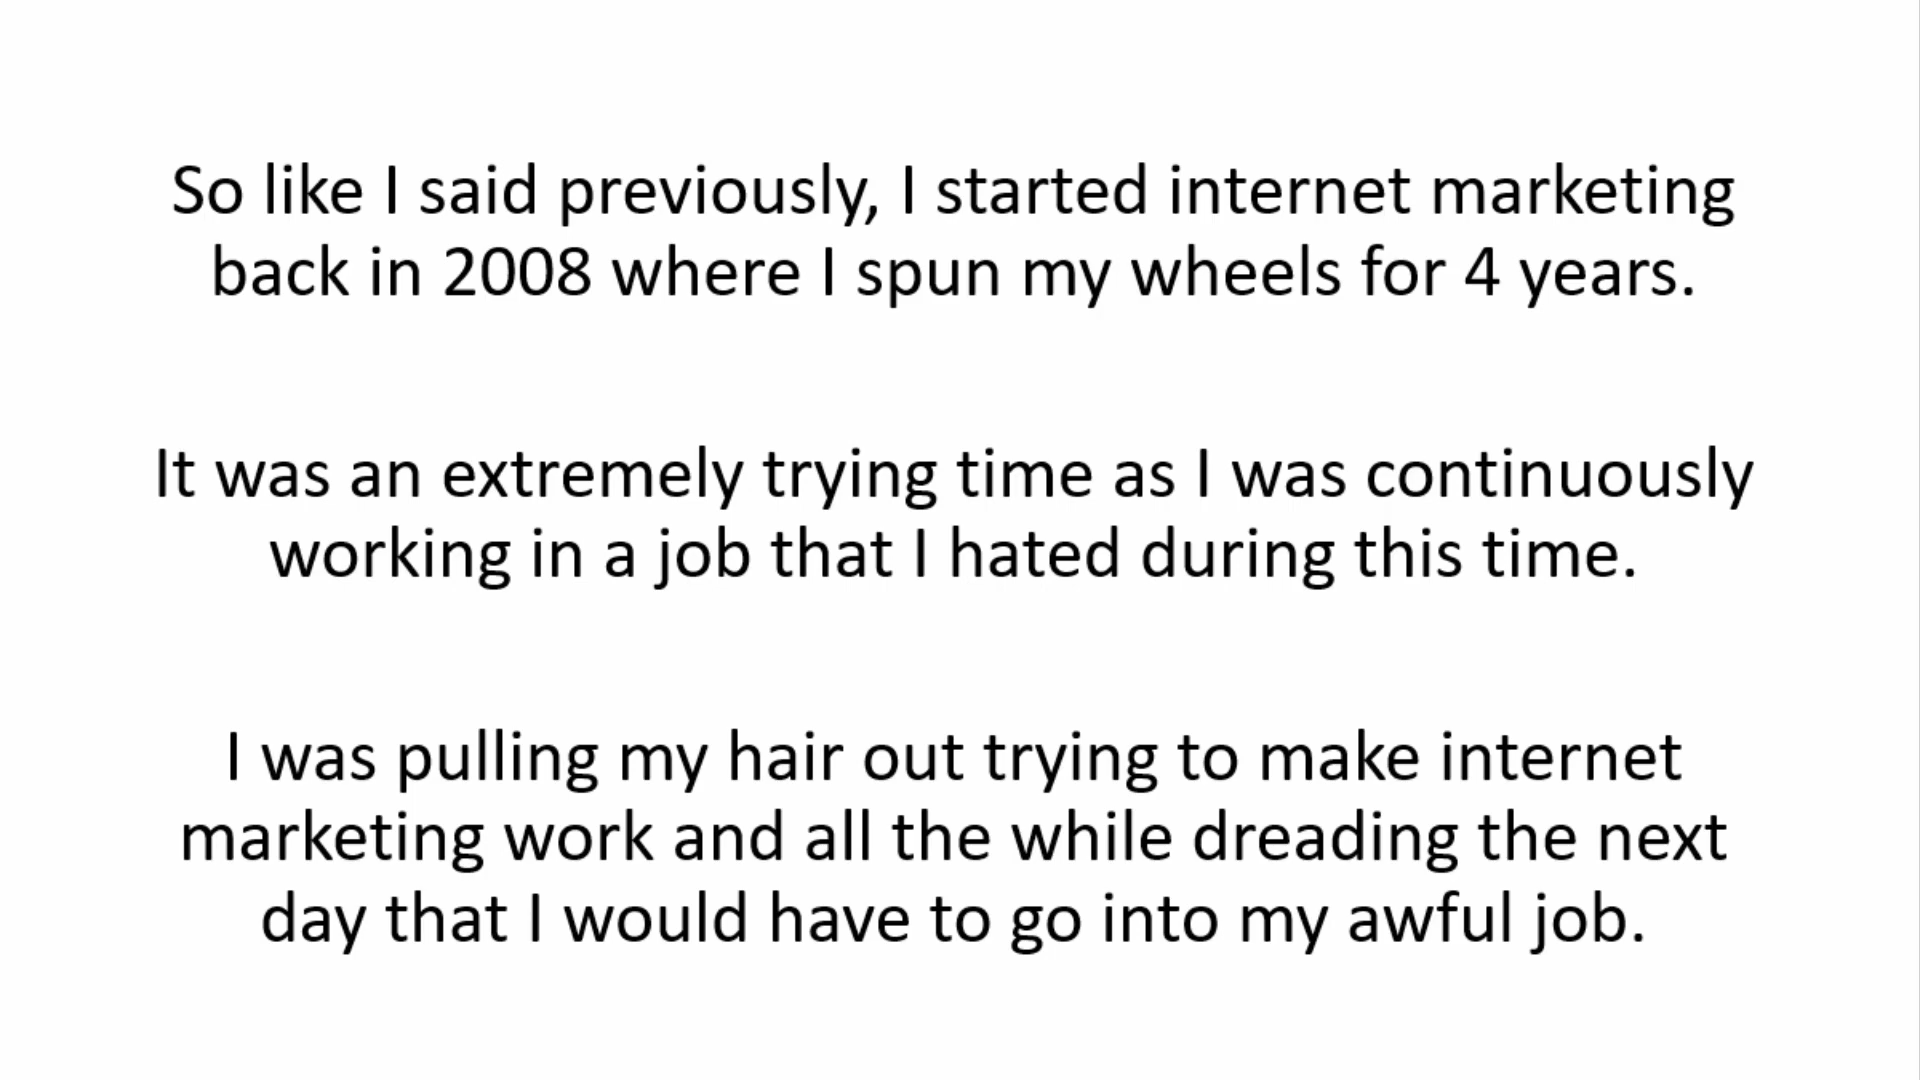 So like I said previously, I started internet marketing
back in 2008 where I spun my wheels for 4 years.
It was an extremely trying time as I was continuously
working in a job that I hated during this time.
I was pulling my hair out trying to make internet
marketing work and all the while dreading the next
day that I would have to go into my awful job.